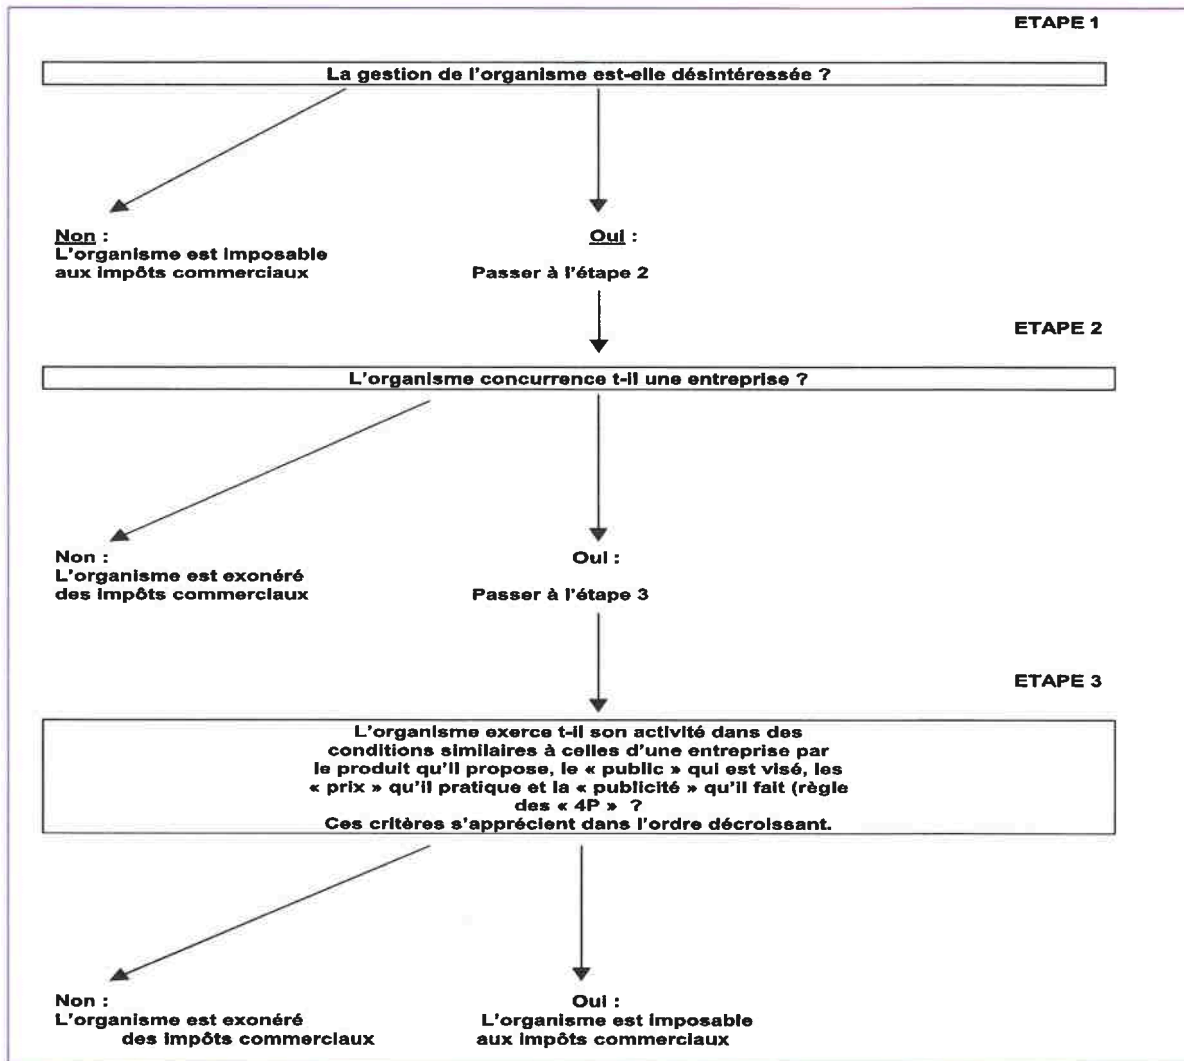 ETAPE 1
La gestion de l'organisme est-elle désintéressée ?
Non :
L'organisme est imposable
aux impôts commerciaux
Oui :
Passer à l'étape 2
ETAPE 2
L'organisme concurrence t-il une entreprise ?
Non :
L'organisme est exonéré
des impôts commerciaux
Oui :
Passer à l'étape 3
ETAPE 3
L'organisme exerce t-il son activité dans des
conditions similaires à celles d'une entreprise par
le produit qu'il propose, le « public » qui est visé, les
« prix » qu'il pratique et la « publicité » qu'il fait (règle
des « 4P » ?
Ces critères s'apprécient dans l'ordre décroissant.
Non :
L'organisme est exonéré
des impôts commerciaux
Oui :
L'organisme est imposable
aux impôts commerciaux